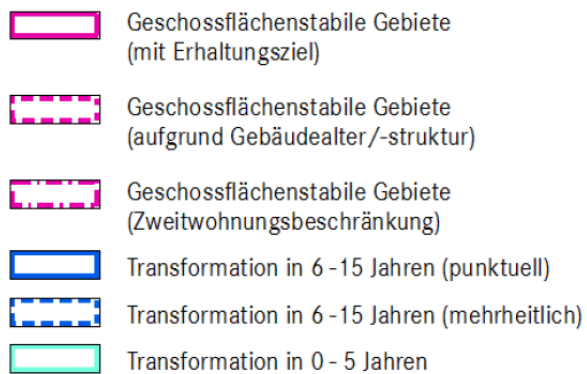 Geschossflächenstabile Gebiete
(mit Erhaltungsziel)
Geschossflächenstabile Gebiete
(aufgrund Gebäudealter/-struktur)
Geschossflächenstabile Gebiete
(Zweitwohnungsbeschränkung)
Transformation in 6 -15 Jahren (punktuell)
Transformation in 6 -15 Jahren (mehrheitlich)
Transformation in 0 - 5 Jahren